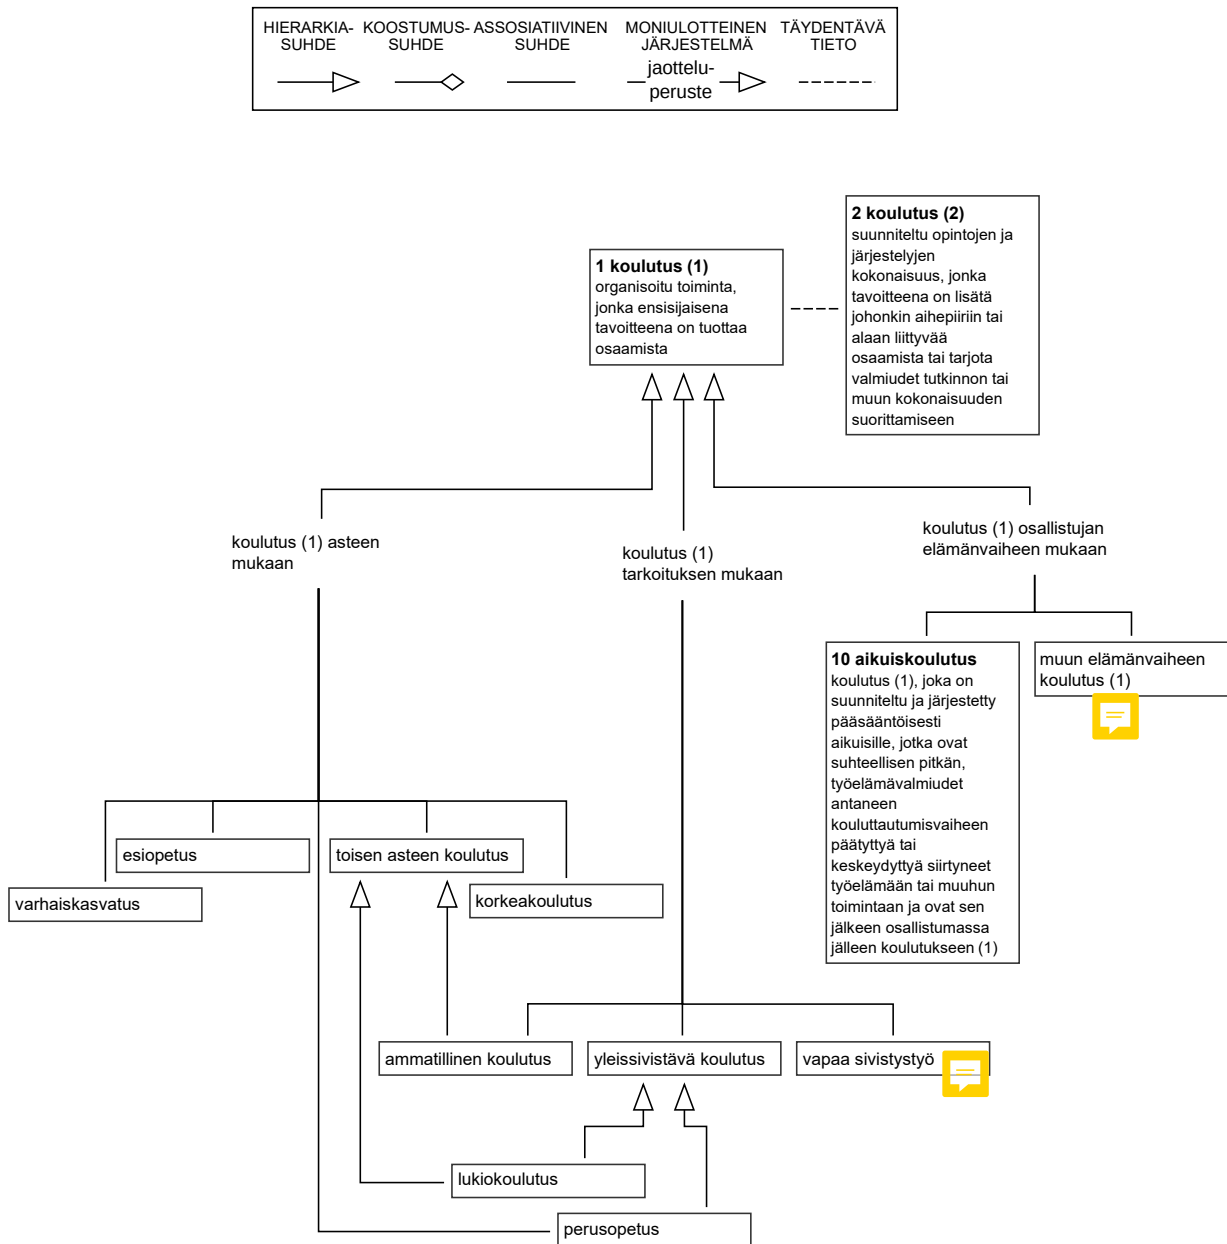 HIERARKIA-
SUHDE
KOOSTUMUS-
SUHDE
ASSOSIATIIVINEN
SUHDE
MONIULOTTEINEN
JÄRJESTELMÄ
jaottelu-
peruste
TÄYDENTÄVÄ
TIETO
1 koulutus (1)
organisoitu toiminta,
jonka ensisijaisena
tavoitteena on tuottaa
osaamista
2 koulutus (2)
suunniteltu opintojen ja
järjestelyjen
kokonaisuus, jonka
tavoitteena on lisätä
johonkin aihepiiriin tai
alaan liittyvää
osaamista tai tarjota
valmiudet tutkinnon tai
muun kokonaisuuden
suorittamiseen
koulutus (1) asteen
mukaan
koulutus (1)
tarkoituksen mukaan
koulutus (1) osallistujan
elämänvaiheen mukaan
10 aikuiskoulutus
koulutus (1), joka on
suunniteltu ja järjestetty
pääsääntöisesti
aikuisille, jotka ovat
suhteellisen pitkän,
työelämävalmiudet
antaneen
kouluttautumisvaiheen
päätyttyä tai
keskeydyttyä siirtyneet
työelämään tai muuhun
toimintaan ja ovat sen
jälkeen osallistumassa
jälleen koulutukseen (1)
muun elämänvaiheen
koulutus (1)
esiopetus
toisen asteen koulutus
varhaiskasvatus
korkeakoulutus
ammatillinen koulutus
yleissivistävä koulutus
vapaa sivistystyö
lukiokoulutus
perusopetus